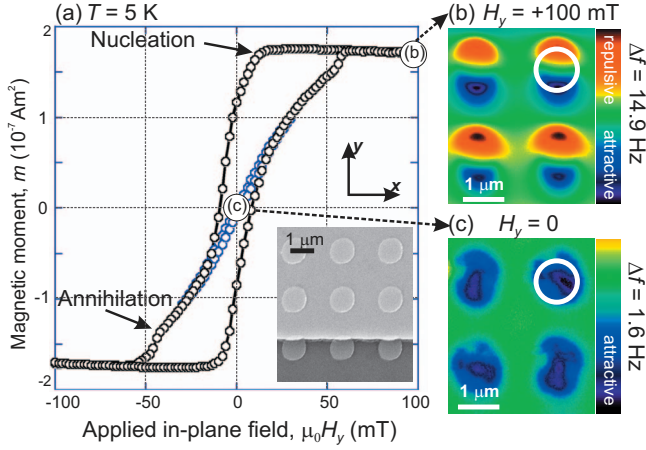 (a) T = 5 K
Nucleation
(b)
(c)
Annihilation
y
x
1 μm
2
1
0
-1
-2
-100
-50
0
50
100
Magnetic moment, m (10⁻⁷ Am²)
Applied in-plane field, μ₀Hy (mT)
(b) Hy = +100 mT
1 μm
repulsive
attractive
Δf = 14.9 Hz
(c) Hy = 0
1 μm
attractive
Δf = 1.6 Hz